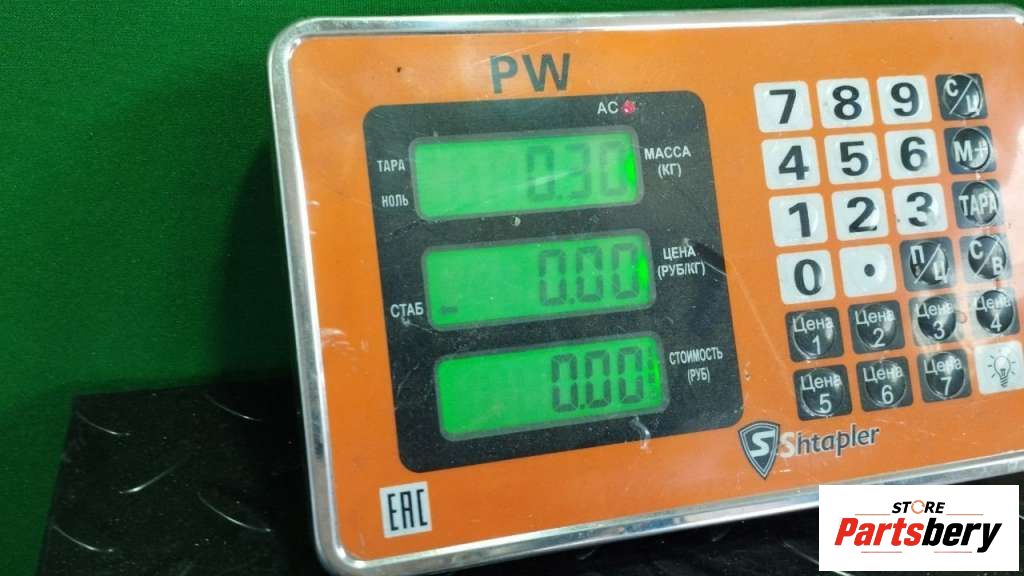 PW
AC
ТАРА
НОЛЬ
0.30
МАССА
(КГ)
СТАБ
0.00
ЦЕНА
(РУБ/КГ)
0.00
СТОИМОСТЬ
(РУБ)
7 8 9 С/Ц
4 5 6 М+
1 2 3 ТАРА
0 . П/Ц С/В
Цена 1 Цена 2 Цена 3 Цена 4
Цена 5 Цена 6 Цена 7
S Shtapler
EAC
STORE
Partsbery